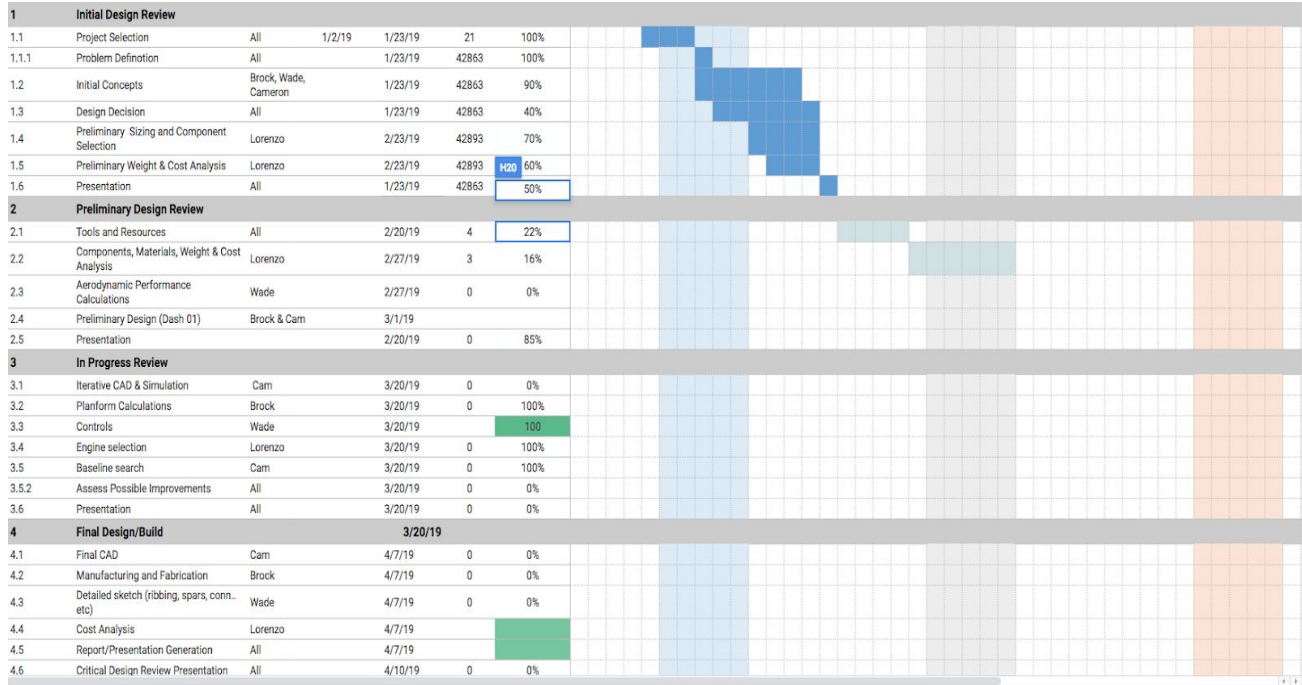 1 Initial Design Review
1.1 Project Selection All 1/2/19 1/23/19 21 100%
1.1.1 Problem Definotion All 1/23/19 42863 100%
1.2 Initial Concepts Brock, Wade, Cameron 1/23/19 42863 90%
1.3 Design Decision All 1/23/19 42863 40%
1.4 Preliminary Sizing and Component Selection Lorenzo 2/23/19 42893 70%
1.5 Preliminary Weight & Cost Analysis Lorenzo 2/23/19 42893 H20 60%
1.6 Presentation All 1/23/19 42863 50%
2 Preliminary Design Review
2.1 Tools and Resources All 2/20/19 4 22%
2.2 Components, Materials, Weight & Cost Analysis Lorenzo 2/27/19 3 16%
2.3 Aerodynamic Performance Calculations Wade 2/27/19 0 0%
2.4 Preliminary Design (Dash 01) Brock & Cam 3/1/19
2.5 Presentation 2/20/19 0 85%
3 In Progress Review
3.1 Iterative CAD & Simulation Cam 3/20/19 0 0%
3.2 Planform Calculations Brock 3/20/19 0 100%
3.3 Controls Wade 3/20/19 100
3.4 Engine selection Lorenzo 3/20/19 0 100%
3.5 Baseline search Cam 3/20/19 0 100%
3.5.2 Assess Possible Improvements All 3/20/19 0 0%
3.6 Presentation All 3/20/19 0 0%
4 Final Design/Build 3/20/19
4.1 Final CAD Cam 4/7/19 0 0%
4.2 Manufacturing and Fabrication Brock 4/7/19 0 0%
4.3 Detailed sketch (ribbing, spars, conn.. etc) Wade 4/7/19 0 0%
4.4 Cost Analysis Lorenzo 4/7/19
4.5 Report/Presentation Generation All 4/7/19
4.6 Critical Design Review Presentation All 4/10/19 0 0%